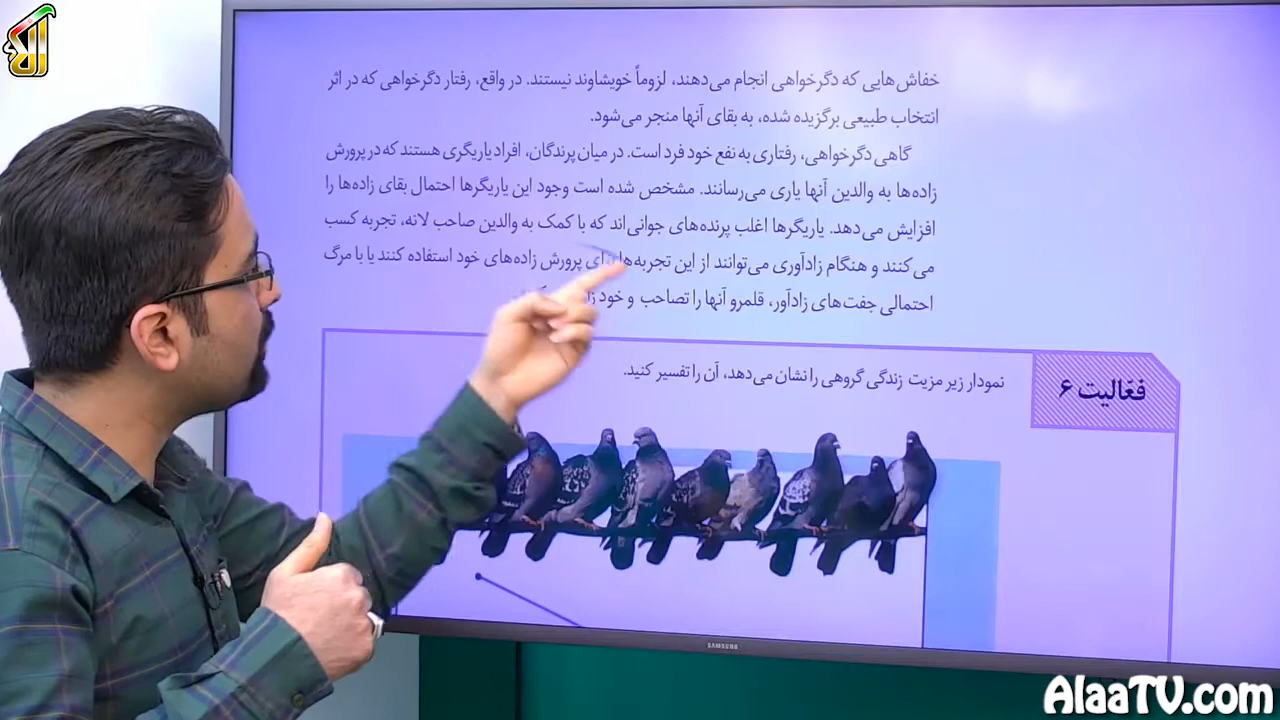 خفاش‌هایی که دگرخواهی انجام می‌دهند، لزوماً خویشاوند نیستند. در واقع، رفتار دگرخواهی که در اثر
انتخاب طبیعی برگزیده شده، به بقای آنها منجر می‌شود.
گاهی دگرخواهی، رفتاری به نفع خود فرد است. در میان پرندگان، افراد یاریگری هستند که در پرورش
زاده‌ها به والدین آنها یاری می‌رسانند. مشخص شده است وجود این یاریگرها احتمال بقای زاده‌ها را
افزایش می‌دهد. یاریگرها اغلب پرنده‌های جوانی‌اند که با کمک به والدین صاحب لانه، تجربه کسب
می‌کنند و هنگام زادآوری می‌توانند از این تجربه‌ها پرورش زاده‌های خود استفاده کنند یا با مرگ
احتمالی جفت‌های زادآور، قلمرو آنها را تصاحب و خود
فعّالیت ۶
نمودار زیر مزیت زندگی گروهی را نشان می‌دهد، آن را تفسیر کنید.
SAMSUNG
AlaaTV.com